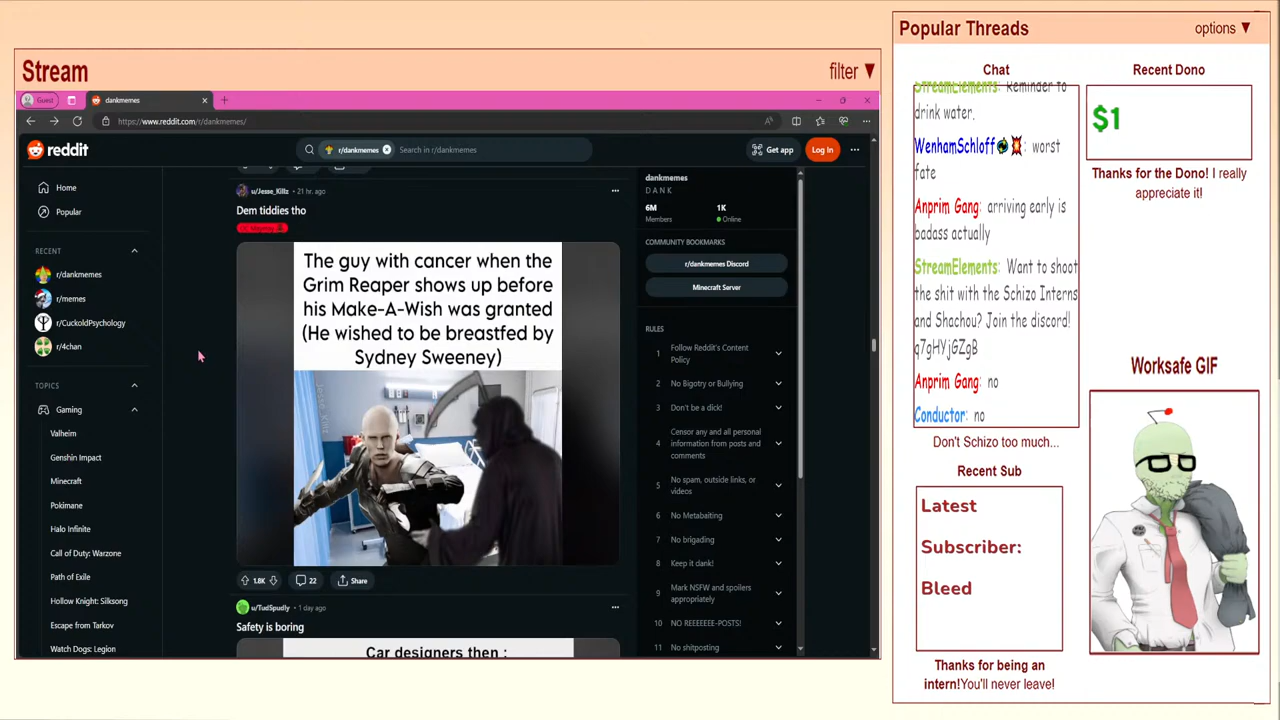 Stream
filter ▼
Guest
dankmemes
https://www.reddit.com/r/dankmemes/
reddit
r/dankmemes
Search in r/dankmemes
Get app
Log In
Home
Popular
RECENT
r/dankmemes
r/memes
r/CuckoldPsychology
r/4chan
TOPICS
Gaming
Valheim
Genshin Impact
Minecraft
Pokimane
Halo Infinite
Call of Duty: Warzone
Path of Exile
Hollow Knight: Silksong
Escape from Tarkov
Watch Dogs: Legion
u/Jesse_Killz • 21 hr. ago
Dem tiddies tho
The guy with cancer when the
Grim Reaper shows up before
his Make-A-Wish was granted
(He wished to be breastfed by
Sydney Sweeney)
1.8K
22
Share
u/TudSpudly • 1 day ago
Safety is boring
Car designers then :
dankmemes
D A N K
6M
1K
Members
Online
COMMUNITY BOOKMARKS
r/dankmemes Discord
Minecraft Server
RULES
1 Follow Reddit's Content
Policy
2 No Bigotry or Bullying
3 Don't be a dick!
4 Censor any and all personal
information from posts and
comments
5 No spam, outside links, or
videos
6 No Metabaiting
7 No brigading
8 Keep it dank!
9 Mark NSFW and spoilers
appropriately
10 NO REEEEEEE-POSTS!
11 No shitposting
Popular Threads
options ▼
Chat
StreamElements: Reminder to
drink water.
WenhamSchloff: worst
fate
Anprim Gang: arriving early is
badass actually
StreamElements: Want to shoot
the shit with the Schizo Interns
and Shachou? Join the discord!
q7gHYjGZgB
Anprim Gang: no
Conductor: no
Don't Schizo too much...
Recent Sub
Latest
Subscriber:
Bleed
Thanks for being an
intern!You'll never leave!
Recent Dono
$1
Thanks for the Dono! I really
appreciate it!
Worksafe GIF